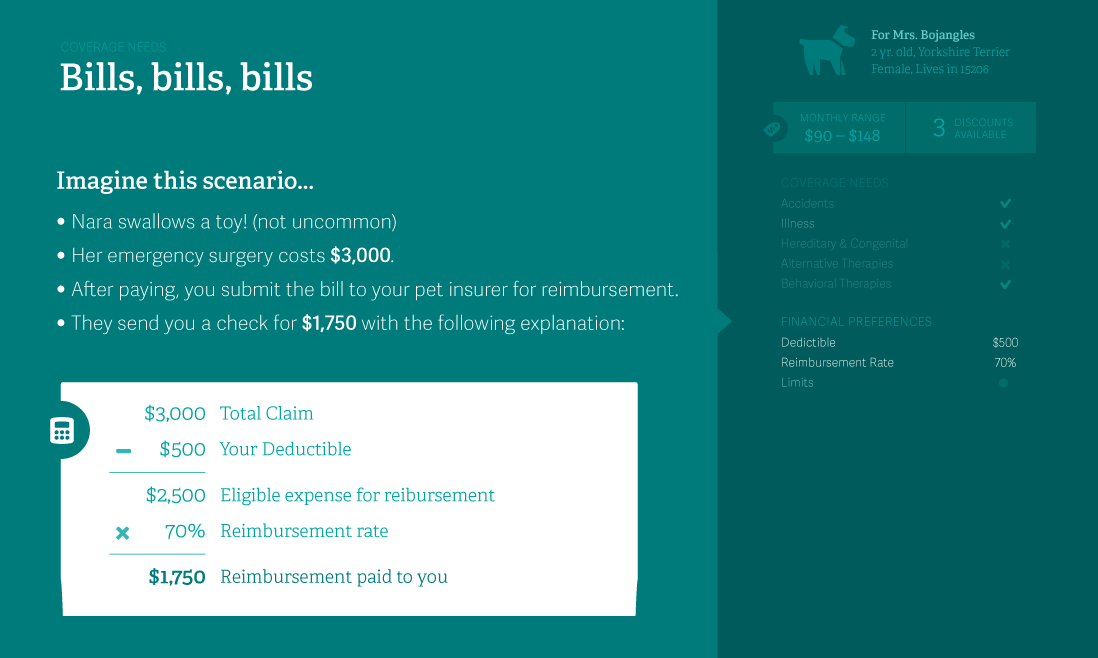 COVERAGE NEEDS
Bills, bills, bills
Imagine this scenario...
• Nara swallows a toy! (not uncommon)
• Her emergency surgery costs $3,000.
• After paying, you submit the bill to your pet insurer for reimbursement.
• They send you a check for $1,750 with the following explanation:
$3,000 Total Claim
– $500 Your Deductible
$2,500 Eligible expense for reibursement
× 70% Reimbursement rate
$1,750 Reimbursement paid to you
For Mrs. Bojangles
2 yr. old, Yorkshire Terrier
Female, Lives in 15206
MONTHLY RANGE
$90 – $148
3 DISCOUNTS AVAILABLE
COVERAGE NEEDS
Accidents ✓
Illness ✓
Hereditary & Congenital ×
Alternative Therapies ×
Behavioral Therapies ✓
FINANCIAL PREFERENCES
Dedictible $500
Reimbursement Rate 70%
Limits